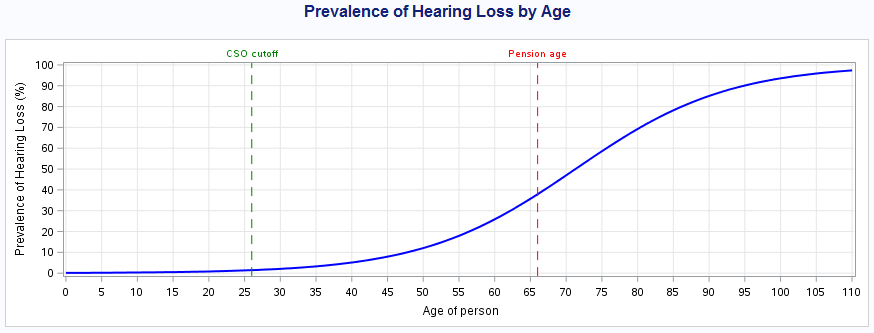 Prevalence of Hearing Loss by Age
CSO cutoff
Pension age
Prevalence of Hearing Loss (%)
100
90
80
70
60
50
40
30
20
10
0
0 5 10 15 20 25 30 35 40 45 50 55 60 65 70 75 80 85 90 95 100 105 110
Age of person